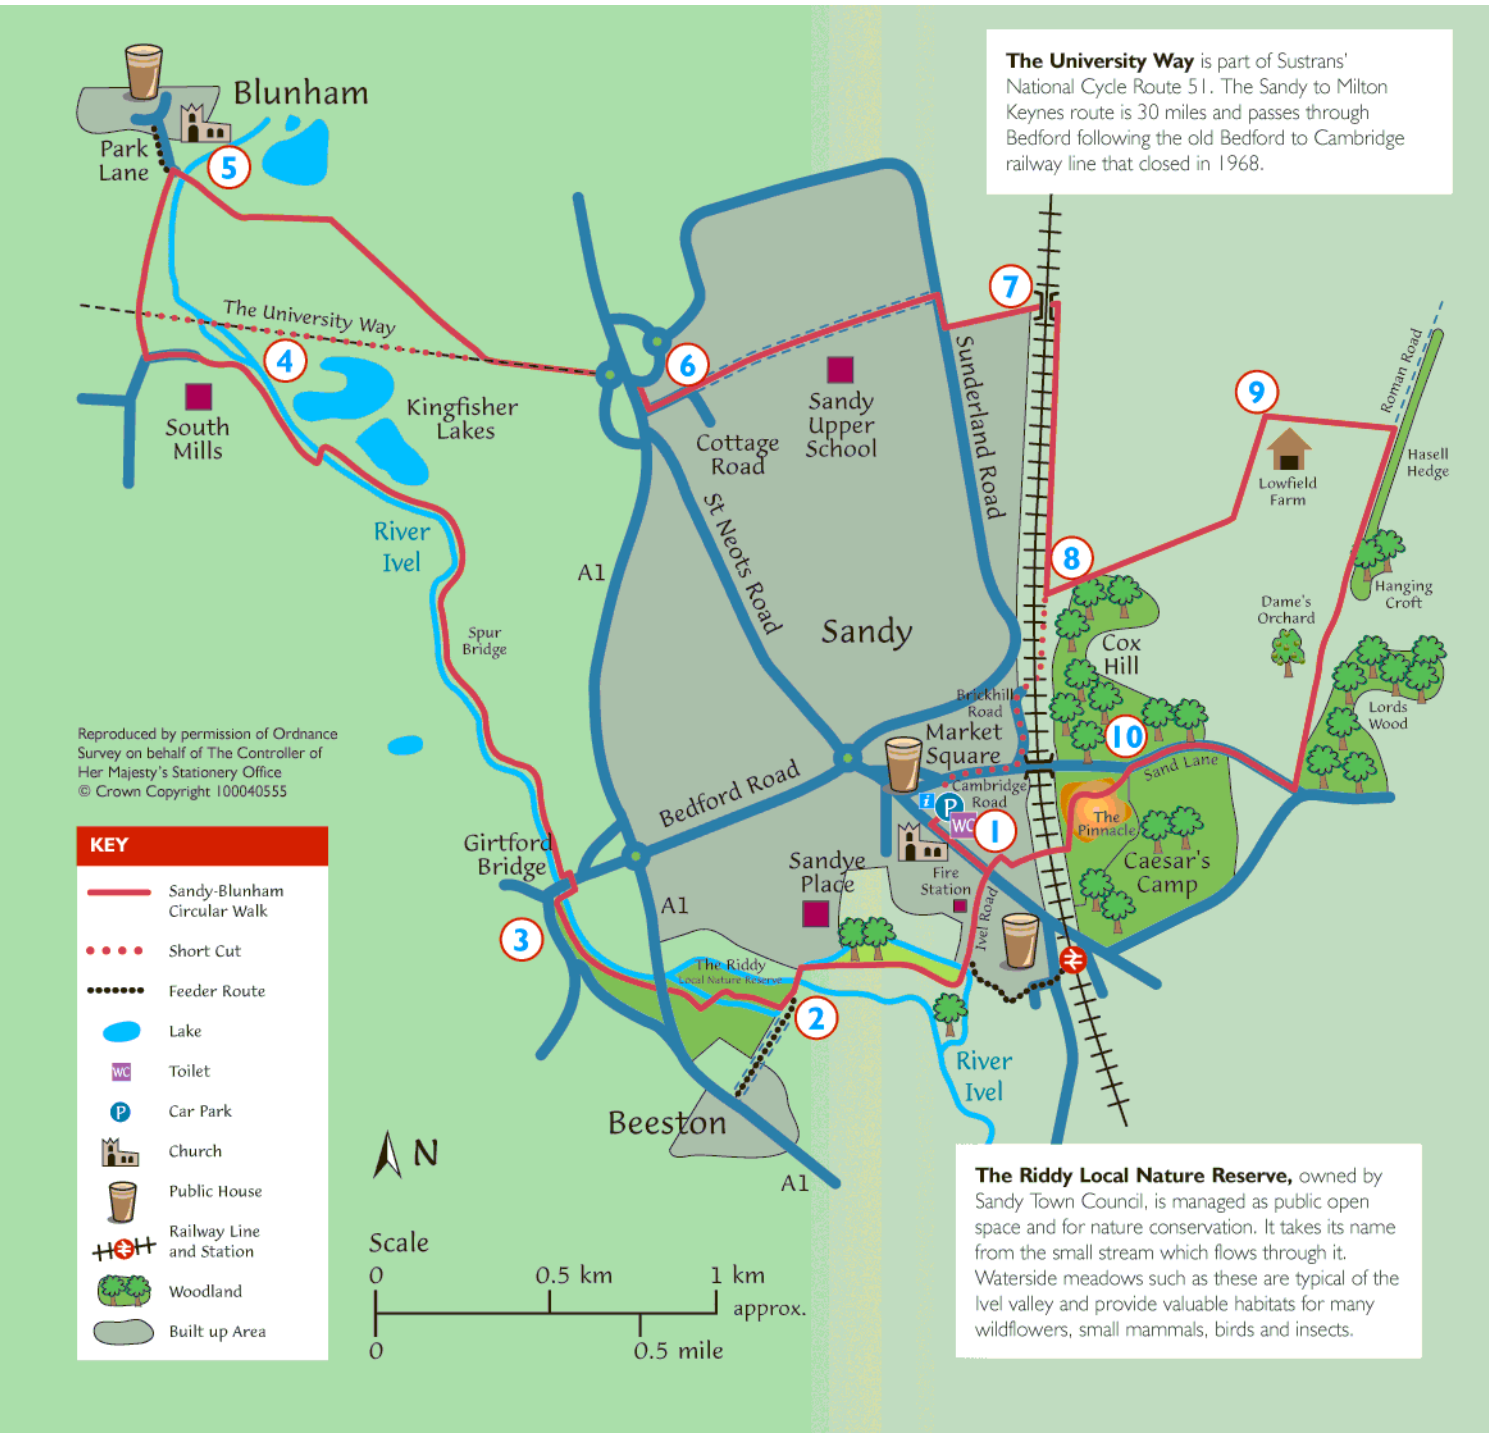 The University Way is part of Sustrans'
National Cycle Route 51. The Sandy to Milton
Keynes route is 30 miles and passes through
Bedford following the old Bedford to Cambridge
railway line that closed in 1968.
Blunham
Park
Lane
5
7
The University Way
4
6
9
Roman Road
Kingfisher
Lakes
South
Mills
Sandy
Upper
School
Cottage
Road
Sunderland Road
Lowfield
Farm
Hasell
Hedge
River
Ivel
St Neots Road
A1
8
Hanging
Croft
Dame's
Orchard
Spur
Bridge
Sandy
Cox
Hill
Brickhill
Road
Lords
Wood
Market
Square
10
Sand Lane
Bedford Road
Cambridge
Road
i
P
WC
1
The
Pinnacle
Girtford
Bridge
Sandye
Place
Fire
Station
Caesar's
Camp
A1
Ivel Road
3
The Riddy
Local Nature Reserve
2
River
Ivel
Beeston
A1
Reproduced by permission of Ordnance
Survey on behalf of The Controller of
Her Majesty's Stationery Office
© Crown Copyright 100040555
KEY
Sandy-Blunham
Circular Walk
Short Cut
Feeder Route
Lake
WC Toilet
P Car Park
Church
Public House
Railway Line
and Station
Woodland
Built up Area
N
Scale
0 0.5 km 1 km
approx.
0 0.5 mile
The Riddy Local Nature Reserve, owned by
Sandy Town Council, is managed as public open
space and for nature conservation. It takes its name
from the small stream which flows through it.
Waterside meadows such as these are typical of the
Ivel valley and provide valuable habitats for many
wildflowers, small mammals, birds and insects.